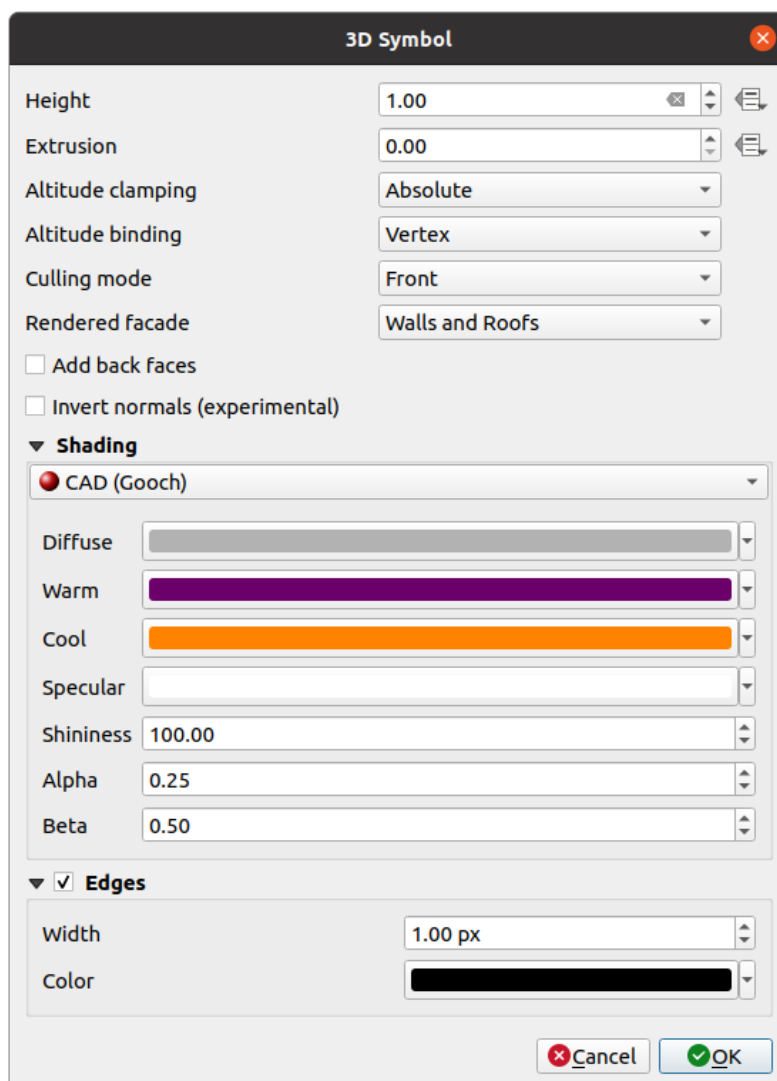 3D Symbol
Height 1.00
Extrusion 0.00
Altitude clamping Absolute
Altitude binding Vertex
Culling mode Front
Rendered facade Walls and Roofs
Add back faces
Invert normals (experimental)
Shading
CAD (Gooch)
Diffuse
Warm
Cool
Specular
Shininess 100.00
Alpha 0.25
Beta 0.50
Edges
Width 1.00 px
Color
Cancel OK